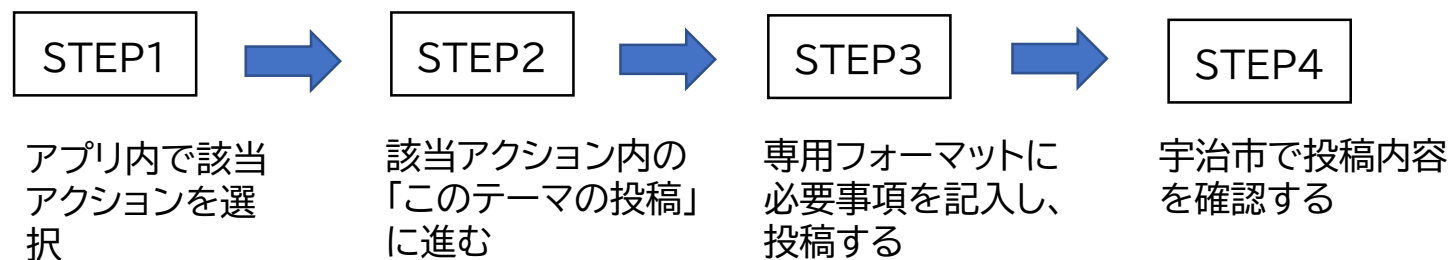 STEP1
STEP2
STEP3
STEP4
アプリ内で該当
アクションを選
択
該当アクション内の
「このテーマの投稿」
に進む
専用フォーマットに
必要事項を記入し、
投稿する
宇治市で投稿内容
を確認する